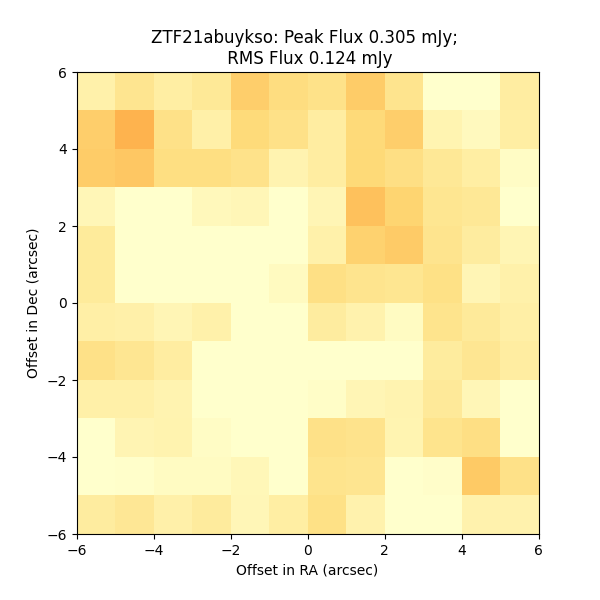 ZTF21abuykso: Peak Flux 0.305 mJy;
RMS Flux 0.124 mJy
6
4
2
0
−2
−4
−6
Offset in Dec (arcsec)
−6 −4 −2 0 2 4 6
Offset in RA (arcsec)